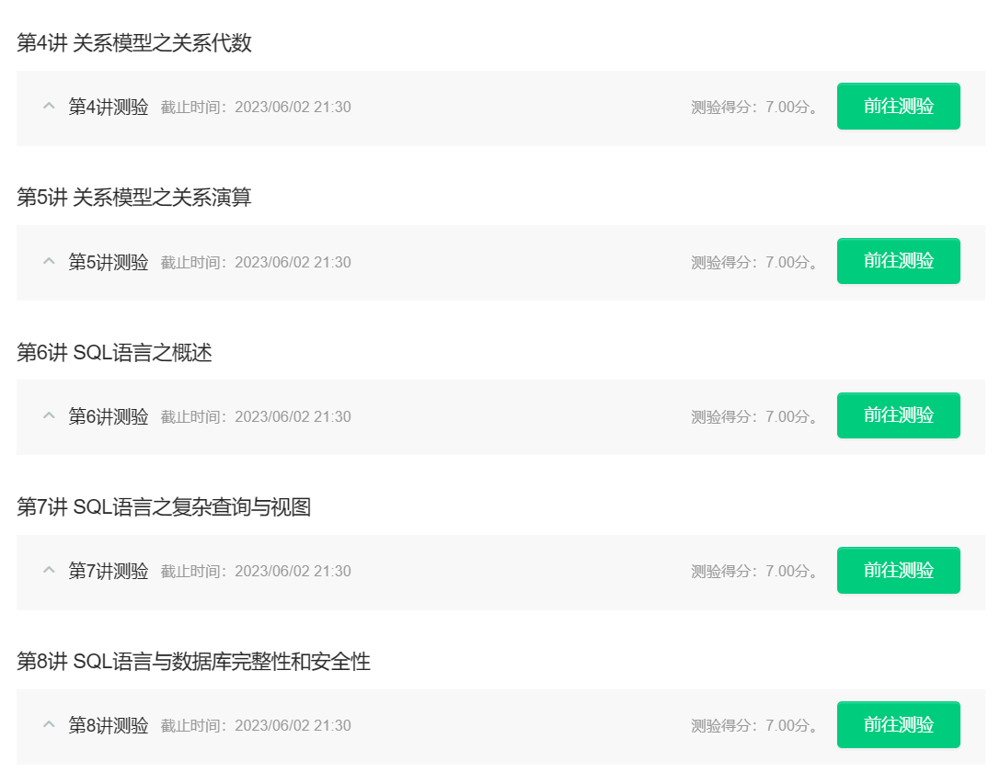 第4讲 关系模型之关系代数
第4讲测验 截止时间：2023/06/02 21:30 测验得分：7.00分。 前往测验
第5讲 关系模型之关系演算
第5讲测验 截止时间：2023/06/02 21:30 测验得分：7.00分。 前往测验
第6讲 SQL语言之概述
第6讲测验 截止时间：2023/06/02 21:30 测验得分：7.00分。 前往测验
第7讲 SQL语言之复杂查询与视图
第7讲测验 截止时间：2023/06/02 21:30 测验得分：7.00分。 前往测验
第8讲 SQL语言与数据库完整性和安全性
第8讲测验 截止时间：2023/06/02 21:30 测验得分：7.00分。 前往测验